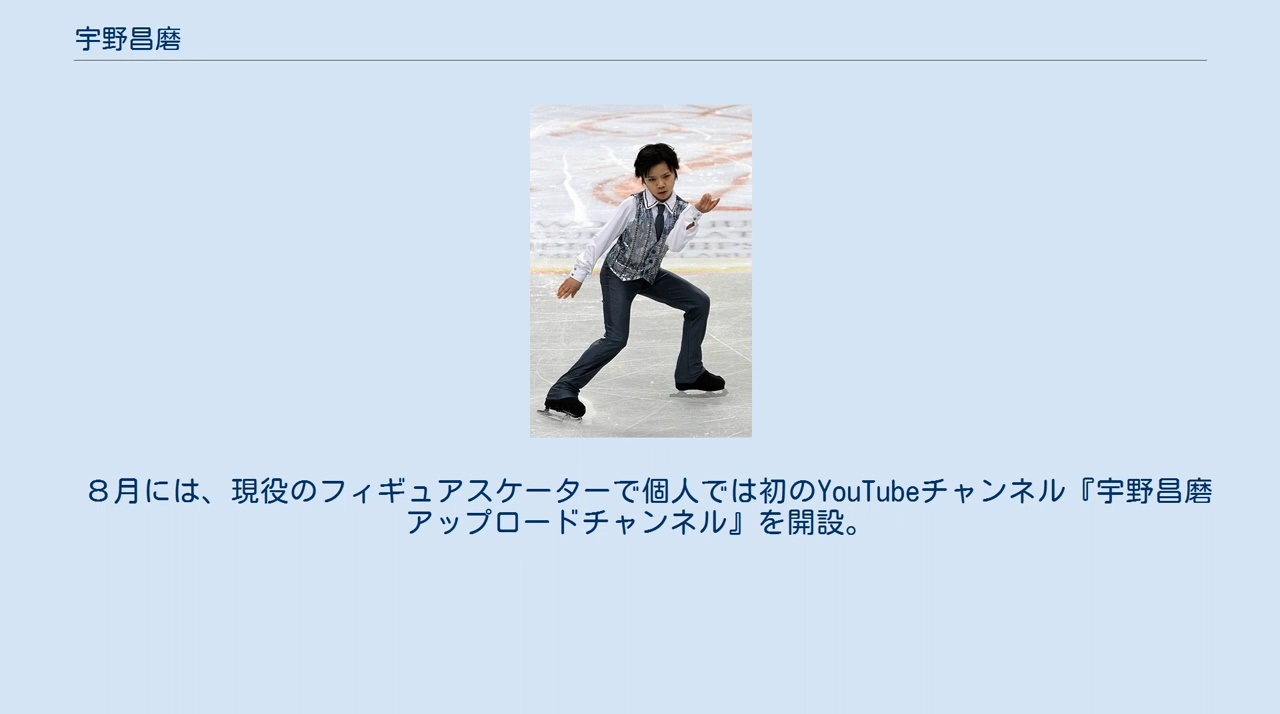 宇野昌磨
８月には、現役のフィギュアスケーターで個人では初のYouTubeチャンネル『宇野昌磨
アップロードチャンネル』を開設。